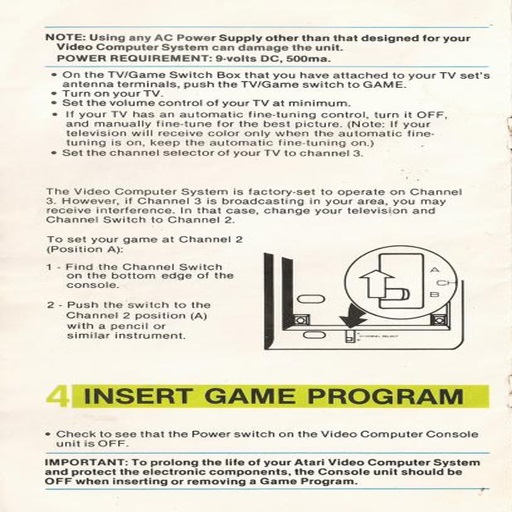 NOTE: Using any AC Power Supply other than that designed for your
Video Computer System can damage the unit.
POWER REQUIREMENT: 9-volts DC, 500ma.
• On the TV/Game Switch Box that you have attached to your TV set's
antenna terminals, push the TV/Game switch to GAME.
• Turn on your TV.
• Set the volume control of your TV at minimum.
• If your TV has an automatic fine-tuning control, turn it OFF,
and manually fine-tune for the best picture. (Note: If your
television will receive color only when the automatic fine-
tuning is on, keep the automatic fine-tuning on.)
• Set the channel selector of your TV to channel 3.
The Video Computer System is factory-set to operate on Channel
3. However, if Channel 3 is broadcasting in your area, you may
receive interference. In that case, change your television and
Channel Switch to Channel 2.
To set your game at Channel 2
(Position A):
1 - Find the Channel Switch
on the bottom edge of the
console.
2 - Push the switch to the
Channel 2 position (A)
with a pencil or
similar instrument.
A
B
CHANNEL SELECT
4 INSERT GAME PROGRAM
• Check to see that the Power switch on the Video Computer Console
unit is OFF.
IMPORTANT: To prolong the life of your Atari Video Computer System
and protect the electronic components, the Console unit should be
OFF when inserting or removing a Game Program.